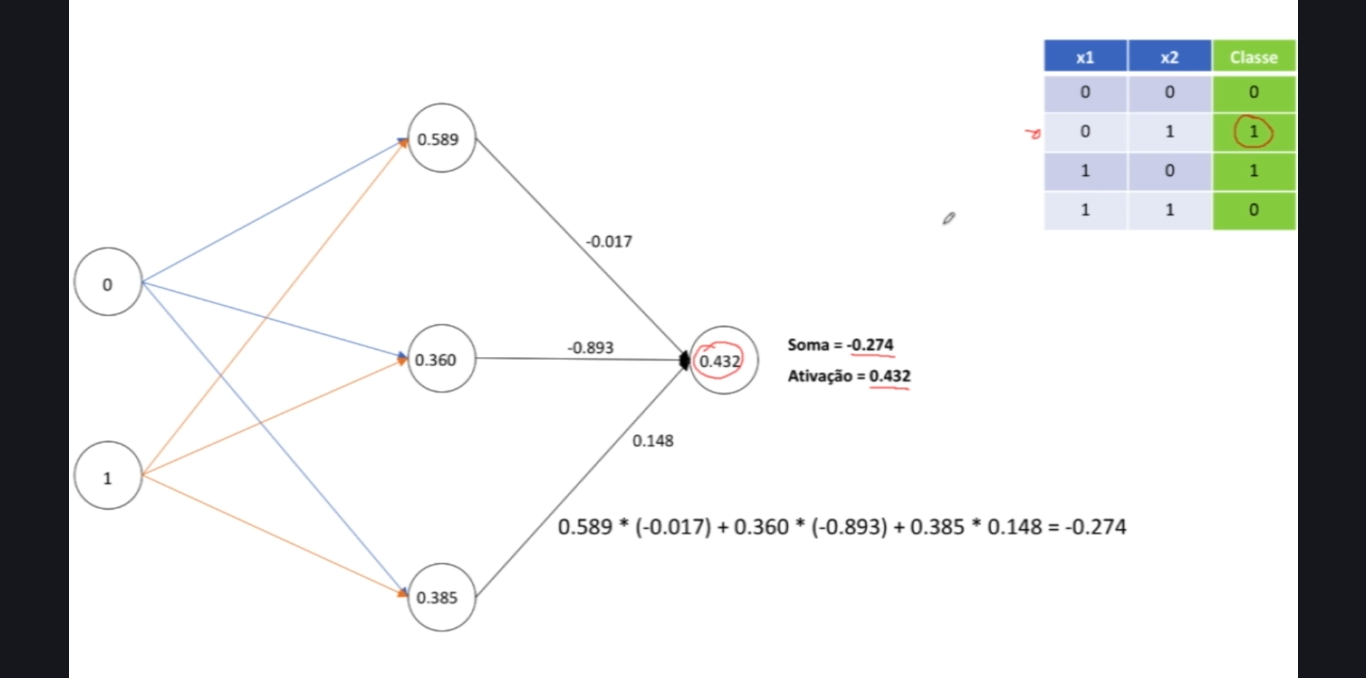 x1 x2 Classe
0 0 0
0 1 1
1 0 1
1 1 0
0.589
-0.017
0
0.360
-0.893
0.432
Soma = -0.274
Ativação = 0.432
0.148
1
0.589 * (-0.017) + 0.360 * (-0.893) + 0.385 * 0.148 = -0.274
0.385